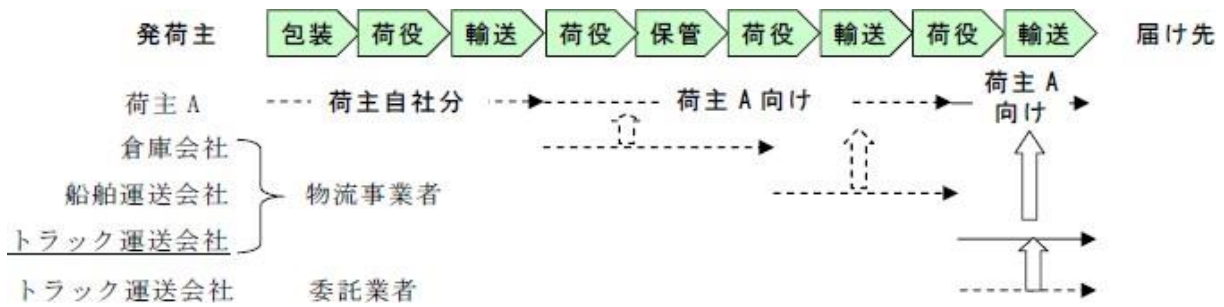 発荷主 包装 荷役 輸送 荷役 保管 荷役 輸送 荷役 輸送 届け先
荷主 A 荷主自社分 荷主 A 向け 荷主 A
向け
倉庫会社
船舶運送会社 物流事業者
トラック運送会社
トラック運送会社 委託業者